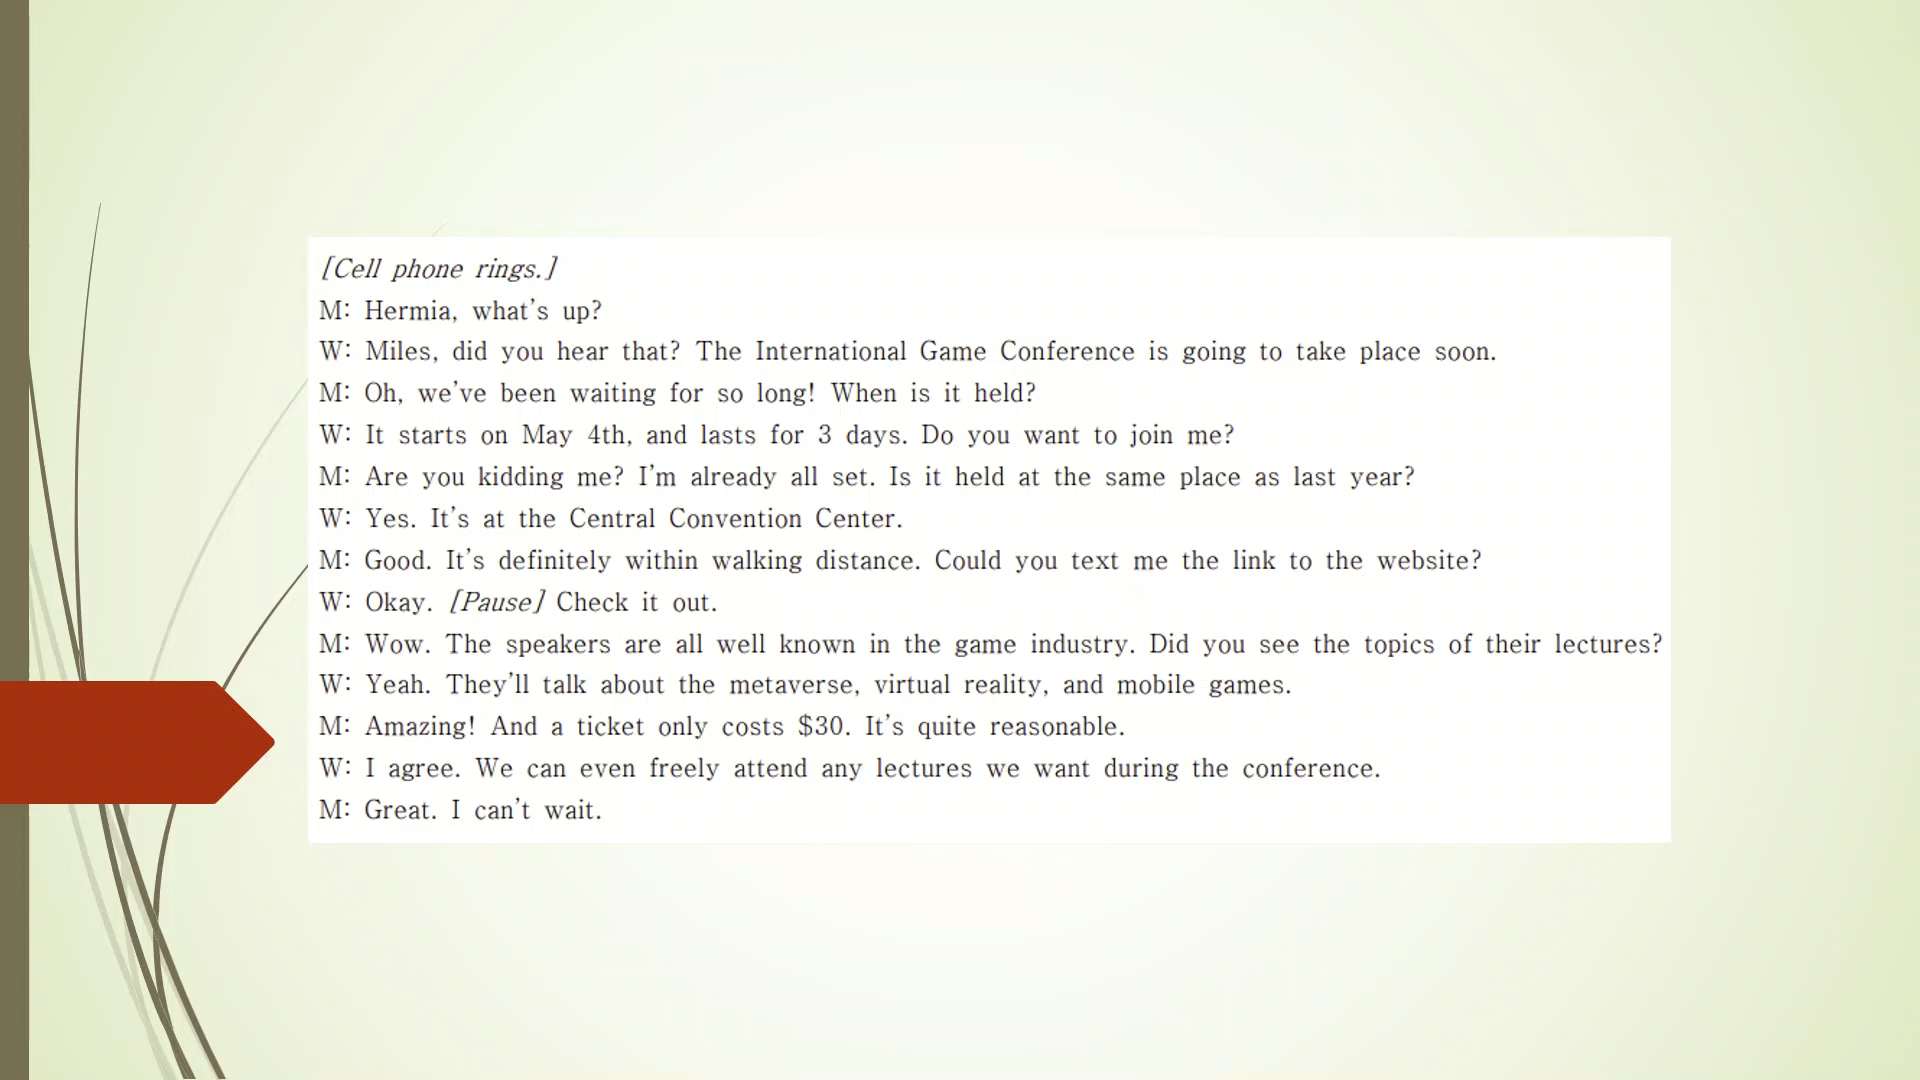 [Cell phone rings.]
M: Hermia, what's up?
W: Miles, did you hear that? The International Game Conference is going to take place soon.
M: Oh, we've been waiting for so long! When is it held?
W: It starts on May 4th, and lasts for 3 days. Do you want to join me?
M: Are you kidding me? I'm already all set. Is it held at the same place as last year?
W: Yes. It's at the Central Convention Center.
M: Good. It's definitely within walking distance. Could you text me the link to the website?
W: Okay. [Pause] Check it out.
M: Wow. The speakers are all well known in the game industry. Did you see the topics of their lectures?
W: Yeah. They'll talk about the metaverse, virtual reality, and mobile games.
M: Amazing! And a ticket only costs $30. It's quite reasonable.
W: I agree. We can even freely attend any lectures we want during the conference.
M: Great. I can't wait.